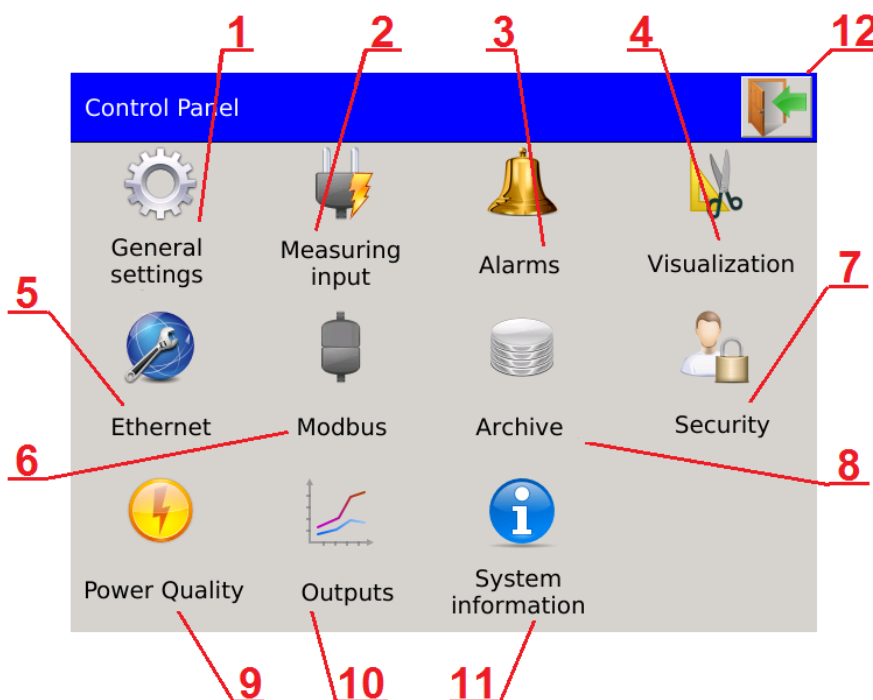 1 2 3 4 12
Control Panel
General
settings
Measuring
input
Alarms
Visualization
5 7
Ethernet
Modbus
Archive
Security
6 8
Power Quality
Outputs
System
information
9 10 11